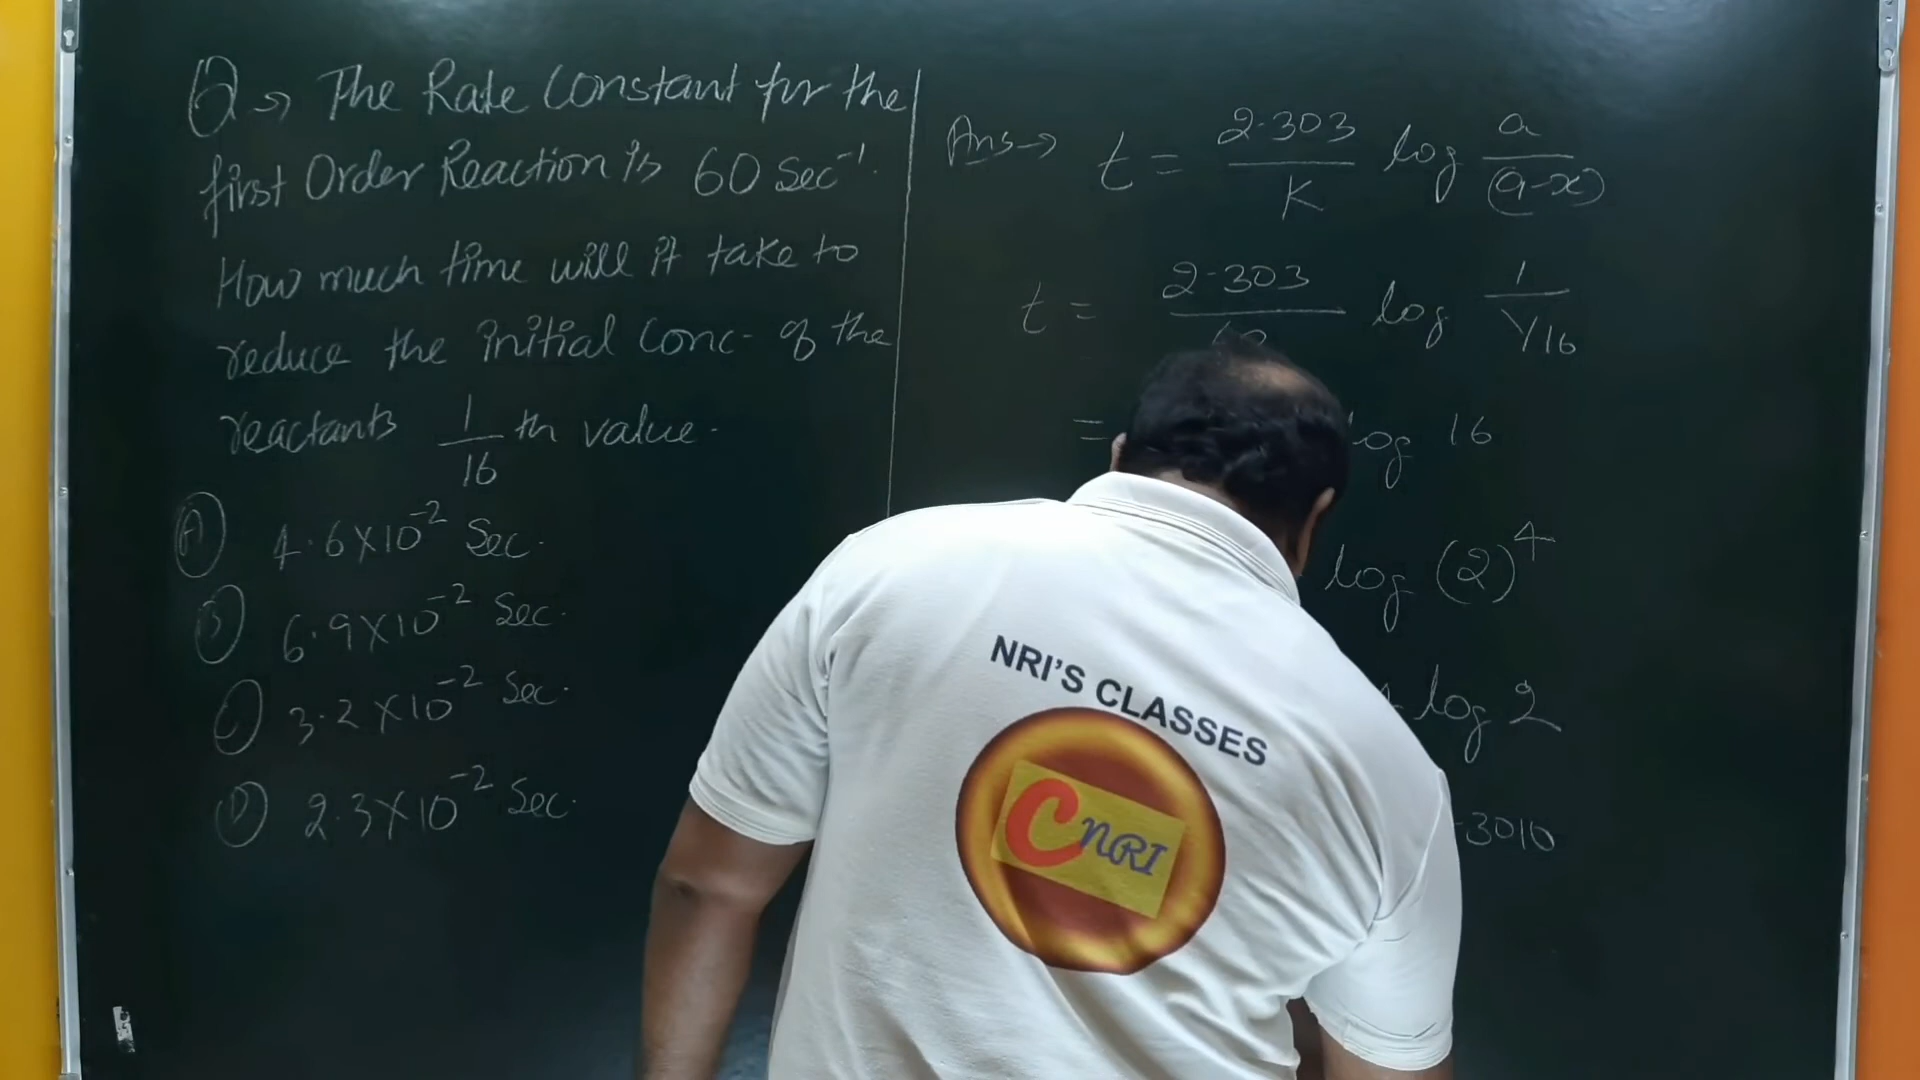 Q → The Rate Constant for the
first Order Reaction is 60 Sec⁻¹.
How much time will it take to
reduce the initial Conc- of the
reactants 1/16 th value.
(A) 4.6×10⁻² Sec.
(B) 6.9×10⁻² Sec.
(C) 3.2×10⁻² Sec.
(D) 2.3×10⁻² Sec.
Ans→ t = 2.303/K log a/(a-x)
t = 2.303/60 log 1/1/16
= log 16
log (2)⁴
log 2
3010
NRI'S CLASSES
CNRI